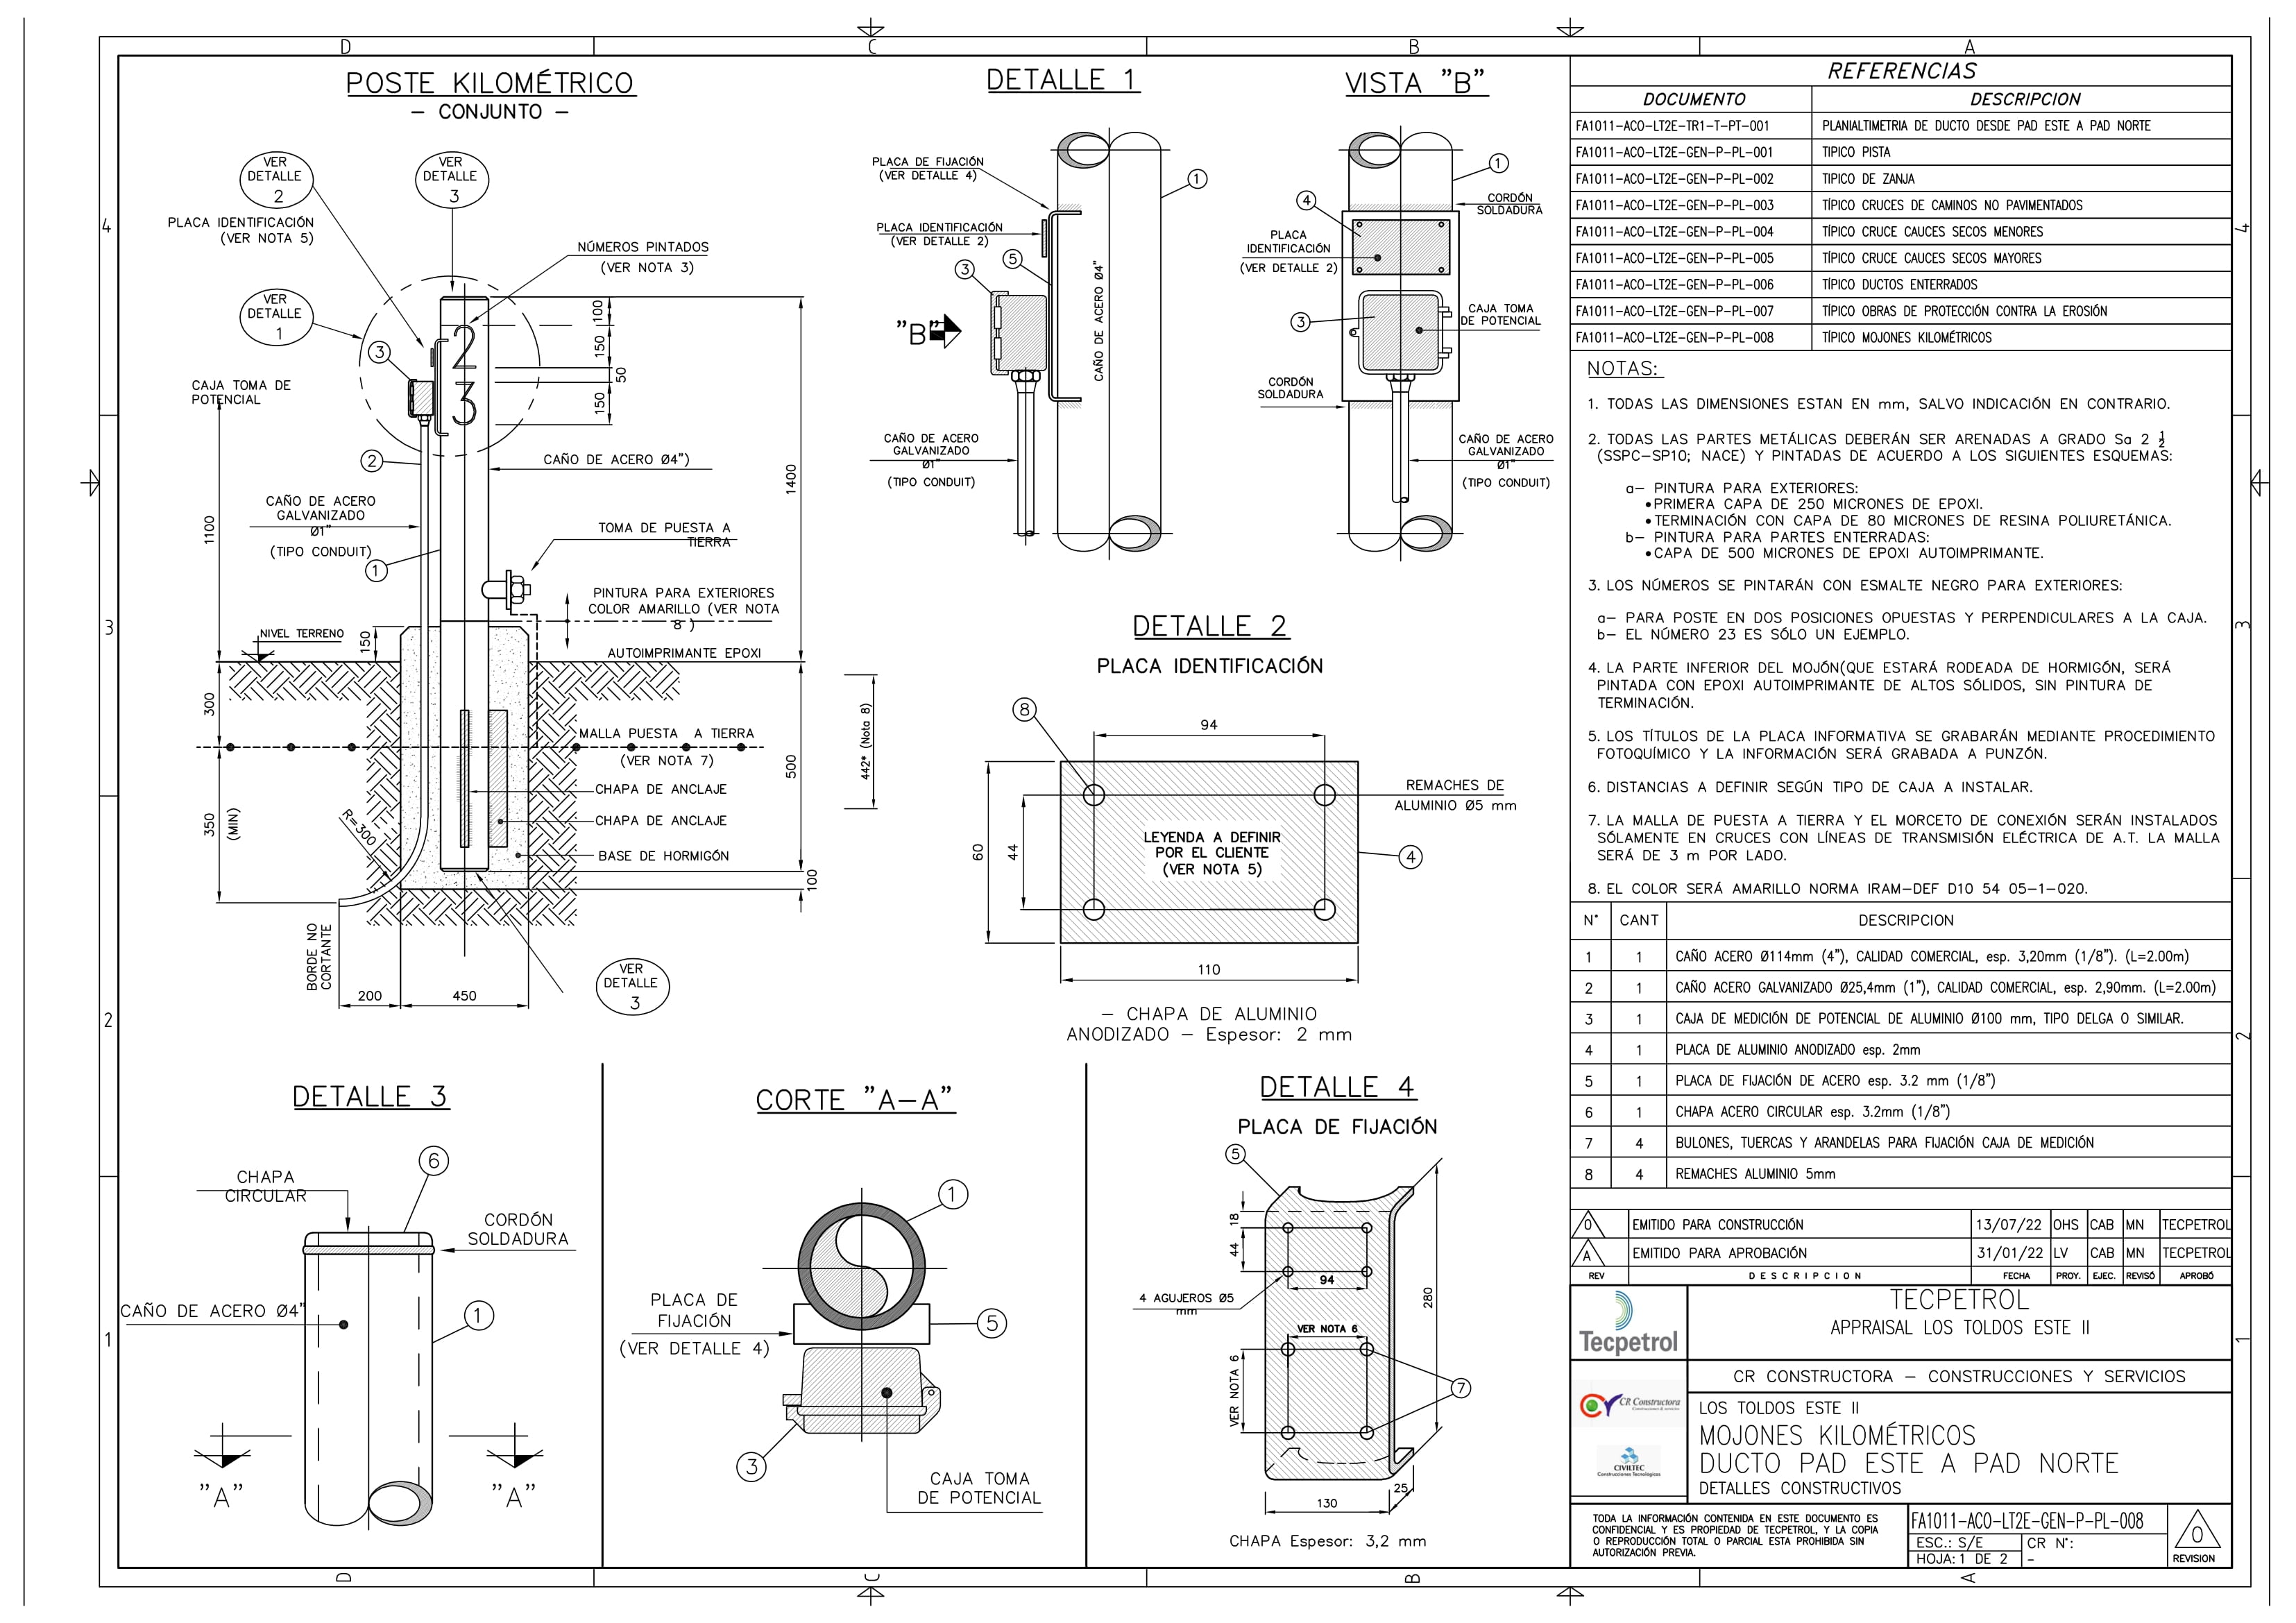 D
C
B
A
4
3
2
1
POSTE KILOMÉTRICO
– CONJUNTO –
VER
DETALLE
2
VER
DETALLE
3
PLACA IDENTIFICACIÓN
(VER NOTA 5)
NÚMEROS PINTADOS
(VER NOTA 3)
VER
DETALLE
1
3
23
CAJA TOMA DE
POTENCIAL
100
150
50
150
2
CAÑO DE ACERO Ø4")
1400
CAÑO DE ACERO
GALVANIZADO
Ø1"
(TIPO CONDUIT)
1100
1
TOMA DE PUESTA A
TIERRA
PINTURA PARA EXTERIORES
COLOR AMARILLO (VER NOTA
8 )
NIVEL TERRENO
150
AUTOIMPRIMANTE EPOXI
300
442* (Nota 8)
MALLA PUESTA A TIERRA
(VER NOTA 7)
500
CHAPA DE ANCLAJE
CHAPA DE ANCLAJE
350
(MIN)
R=300
BASE DE HORMIGÓN
100
BORDE NO
CORTANTE
200
450
VER
DETALLE
3
DETALLE 1
PLACA DE FIJACIÓN
(VER DETALLE 4)
1
PLACA IDENTIFICACIÓN
(VER DETALLE 2)
5
3
CAÑO DE ACERO Ø4"
"B"
CAÑO DE ACERO
GALVANIZADO
Ø1"
(TIPO CONDUIT)
VISTA "B"
1
4
CORDÓN
SOLDADURA
PLACA
IDENTIFICACIÓN
(VER DETALLE 2)
3
CAJA TOMA
DE POTENCIAL
CORDÓN
SOLDADURA
CAÑO DE ACERO
GALVANIZADO
Ø1"
(TIPO CONDUIT)
DETALLE 2
PLACA IDENTIFICACIÓN
8
94
REMACHES DE
ALUMINIO Ø5 mm
60
44
LEYENDA A DEFINIR
POR EL CLIENTE
(VER NOTA 5)
4
110
– CHAPA DE ALUMINIO
ANODIZADO – Espesor: 2 mm
DETALLE 3
6
CHAPA
CIRCULAR
CORDÓN
SOLDADURA
CAÑO DE ACERO Ø4"
1
"A"
"A"
CORTE "A–A"
1
PLACA DE
FIJACIÓN
(VER DETALLE 4)
5
3
CAJA TOMA
DE POTENCIAL
DETALLE 4
PLACA DE FIJACIÓN
5
18
44
94
4 AGUJEROS Ø5
mm
280
VER NOTA 6
VER NOTA 6
7
25
130
CHAPA Espesor: 3,2 mm
REFERENCIAS
DOCUMENTO DESCRIPCION
FA1011–ACO–LT2E–TR1–T–PT–001 PLANIALTIMETRIA DE DUCTO DESDE PAD ESTE A PAD NORTE
FA1011–ACO–LT2E–GEN–P–PL–001 TIPICO PISTA
FA1011–ACO–LT2E–GEN–P–PL–002 TIPICO DE ZANJA
FA1011–ACO–LT2E–GEN–P–PL–003 TÍPICO CRUCES DE CAMINOS NO PAVIMENTADOS
FA1011–ACO–LT2E–GEN–P–PL–004 TÍPICO CRUCE CAUCES SECOS MENORES
FA1011–ACO–LT2E–GEN–P–PL–005 TÍPICO CRUCE CAUCES SECOS MAYORES
FA1011–ACO–LT2E–GEN–P–PL–006 TÍPICO DUCTOS ENTERRADOS
FA1011–ACO–LT2E–GEN–P–PL–007 TÍPICO OBRAS DE PROTECCIÓN CONTRA LA EROSIÓN
FA1011–ACO–LT2E–GEN–P–PL–008 TÍPICO MOJONES KILOMÉTRICOS
NOTAS:
1. TODAS LAS DIMENSIONES ESTAN EN mm, SALVO INDICACIÓN EN CONTRARIO.
2. TODAS LAS PARTES METÁLICAS DEBERÁN SER ARENADAS A GRADO Sa 2 ½
(SSPC–SP10; NACE) Y PINTADAS DE ACUERDO A LOS SIGUIENTES ESQUEMAS:
a– PINTURA PARA EXTERIORES:
•PRIMERA CAPA DE 250 MICRONES DE EPOXI.
•TERMINACIÓN CON CAPA DE 80 MICRONES DE RESINA POLIURETÁNICA.
b– PINTURA PARA PARTES ENTERRADAS:
•CAPA DE 500 MICRONES DE EPOXI AUTOIMPRIMANTE.
3. LOS NÚMEROS SE PINTARÁN CON ESMALTE NEGRO PARA EXTERIORES:
a– PARA POSTE EN DOS POSICIONES OPUESTAS Y PERPENDICULARES A LA CAJA.
b– EL NÚMERO 23 ES SÓLO UN EJEMPLO.
4. LA PARTE INFERIOR DEL MOJÓN(QUE ESTARÁ RODEADA DE HORMIGÓN, SERÁ
PINTADA CON EPOXI AUTOIMPRIMANTE DE ALTOS SÓLIDOS, SIN PINTURA DE
TERMINACIÓN.
5. LOS TÍTULOS DE LA PLACA INFORMATIVA SE GRABARÁN MEDIANTE PROCEDIMIENTO
FOTOQUÍMICO Y LA INFORMACIÓN SERÁ GRABADA A PUNZÓN.
6. DISTANCIAS A DEFINIR SEGÚN TIPO DE CAJA A INSTALAR.
7. LA MALLA DE PUESTA A TIERRA Y EL MORCETO DE CONEXIÓN SERÁN INSTALADOS
SÓLAMENTE EN CRUCES CON LÍNEAS DE TRANSMISIÓN ELÉCTRICA DE A.T. LA MALLA
SERÁ DE 3 m POR LADO.
8. EL COLOR SERÁ AMARILLO NORMA IRAM–DEF D10 54 05–1–020.
N° CANT DESCRIPCION
1 1 CAÑO ACERO Ø114mm (4"), CALIDAD COMERCIAL, esp. 3,20mm (1/8"). (L=2.00m)
2 1 CAÑO ACERO GALVANIZADO Ø25,4mm (1"), CALIDAD COMERCIAL, esp. 2,90mm. (L=2.00m)
3 1 CAJA DE MEDICIÓN DE POTENCIAL DE ALUMINIO Ø100 mm, TIPO DELGA O SIMILAR.
4 1 PLACA DE ALUMINIO ANODIZADO esp. 2mm
5 1 PLACA DE FIJACIÓN DE ACERO esp. 3.2 mm (1/8")
6 1 CHAPA ACERO CIRCULAR esp. 3.2mm (1/8")
7 4 BULONES, TUERCAS Y ARANDELAS PARA FIJACIÓN CAJA DE MEDICIÓN
8 4 REMACHES ALUMINIO 5mm
0 EMITIDO PARA CONSTRUCCIÓN 13/07/22 OHS CAB MN TECPETROL
A EMITIDO PARA APROBACIÓN 31/01/22 LV CAB MN TECPETROL
REV DESCRIPCION FECHA PROY. EJEC. REVISÓ APROBÓ
Tecpetrol
TECPETROL
APPRAISAL LOS TOLDOS ESTE II
CR CONSTRUCTORA – CONSTRUCCIONES Y SERVICIOS
CR Constructora
CIVILTEC
Construcciones Tecnológicas
LOS TOLDOS ESTE II
MOJONES KILOMÉTRICOS
DUCTO PAD ESTE A PAD NORTE
DETALLES CONSTRUCTIVOS
TODA LA INFORMACIÓN CONTENIDA EN ESTE DOCUMENTO ES
CONFIDENCIAL Y ES PROPIEDAD DE TECPETROL, Y LA COPIA
O REPRODUCCIÓN TOTAL O PARCIAL ESTA PROHIBIDA SIN
AUTORIZACIÓN PREVIA.
FA1011–ACO–LT2E–GEN–P–PL–008
ESC.: S/E
CR N°:
HOJA: 1 DE 2
–
0
REVISION
4
3
2
1
D
C
B
A